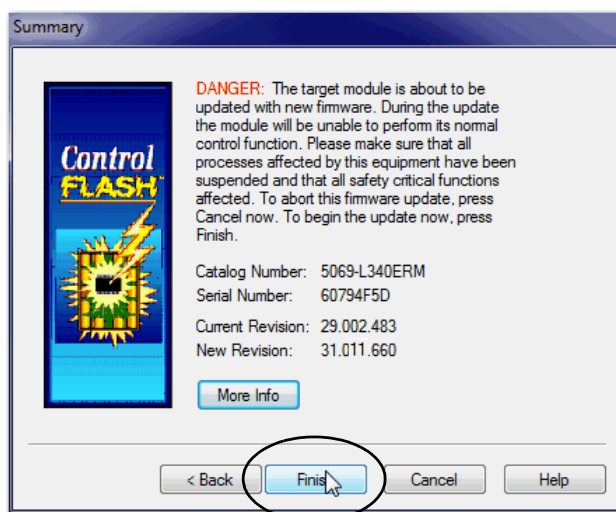 Summary
Control
FLASH
DANGER: The target module is about to be
updated with new firmware. During the update
the module will be unable to perform its normal
control function. Please make sure that all
processes affected by this equipment have been
suspended and that all safety critical functions
affected. To abort this firmware update, press
Cancel now. To begin the update now, press
Finish.
Catalog Number: 5069-L340ERM
Serial Number: 60794F5D
Current Revision: 29.002.483
New Revision: 31.011.660
More Info
< Back
Finis
Cancel
Help